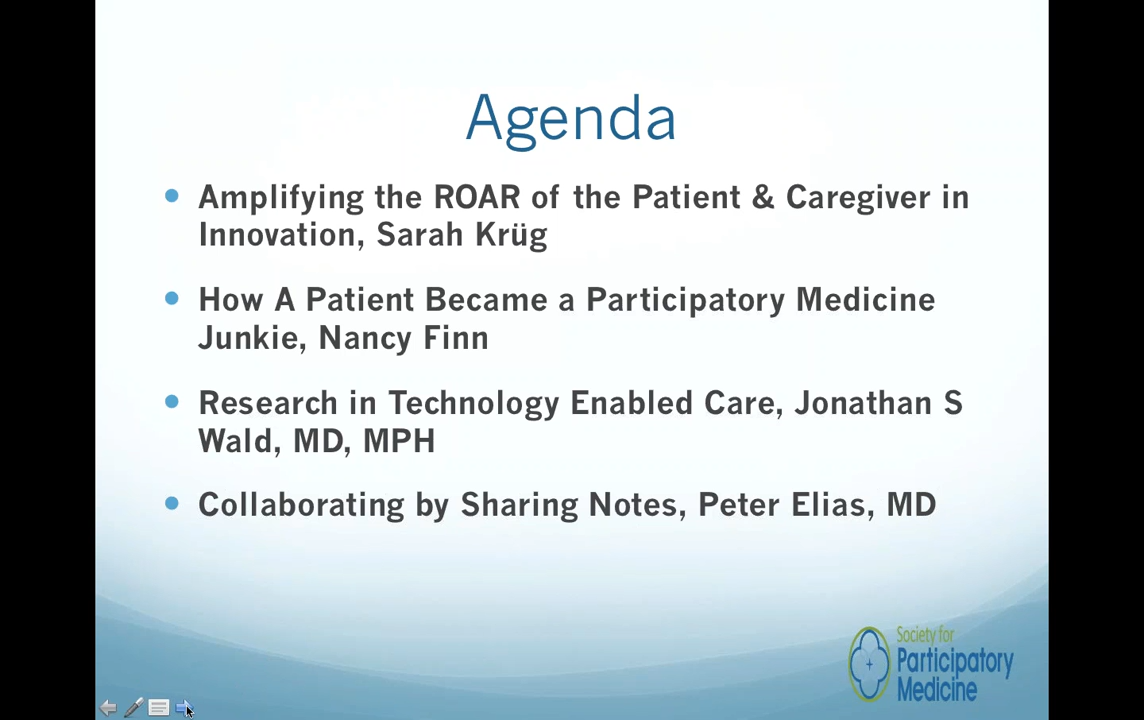 Agenda
Amplifying the ROAR of the Patient & Caregiver in
Innovation, Sarah Krüg
How A Patient Became a Participatory Medicine
Junkie, Nancy Finn
Research in Technology Enabled Care, Jonathan S
Wald, MD, MPH
Collaborating by Sharing Notes, Peter Elias, MD
Society for
Participatory
Medicine